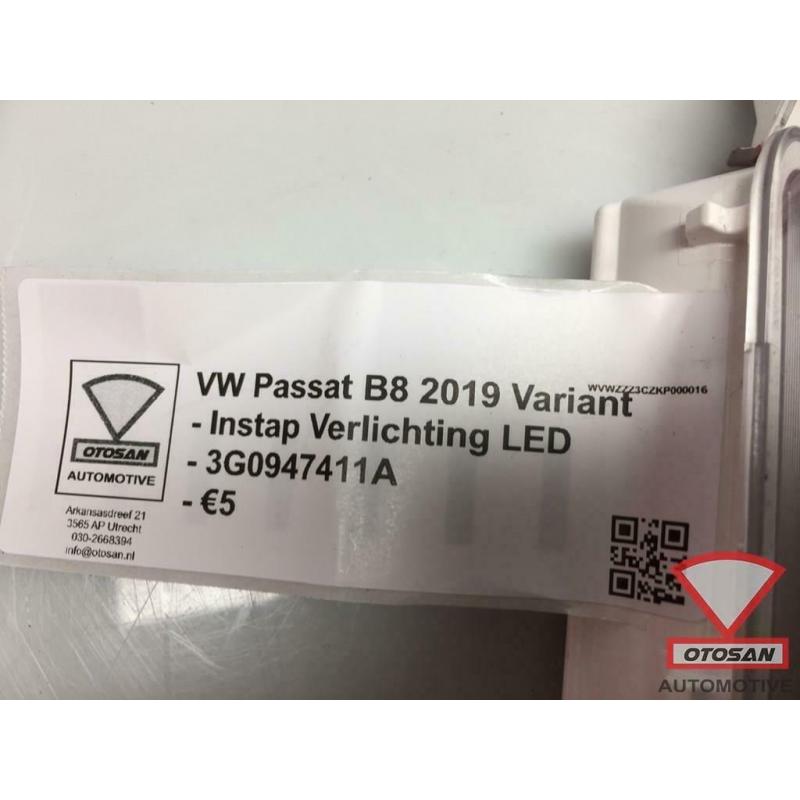 VW Passat B8 2019 Variant
WVWZZZ3CZKP000016
- Instap Verlichting LED
- 3G0947411A
- €5
OTOSAN
AUTOMOTIVE
Arkansasdreef 21
3565 AP Utrecht
030-2668394
info@otosan.nl
OTOSAN
AUTOMOTIVE